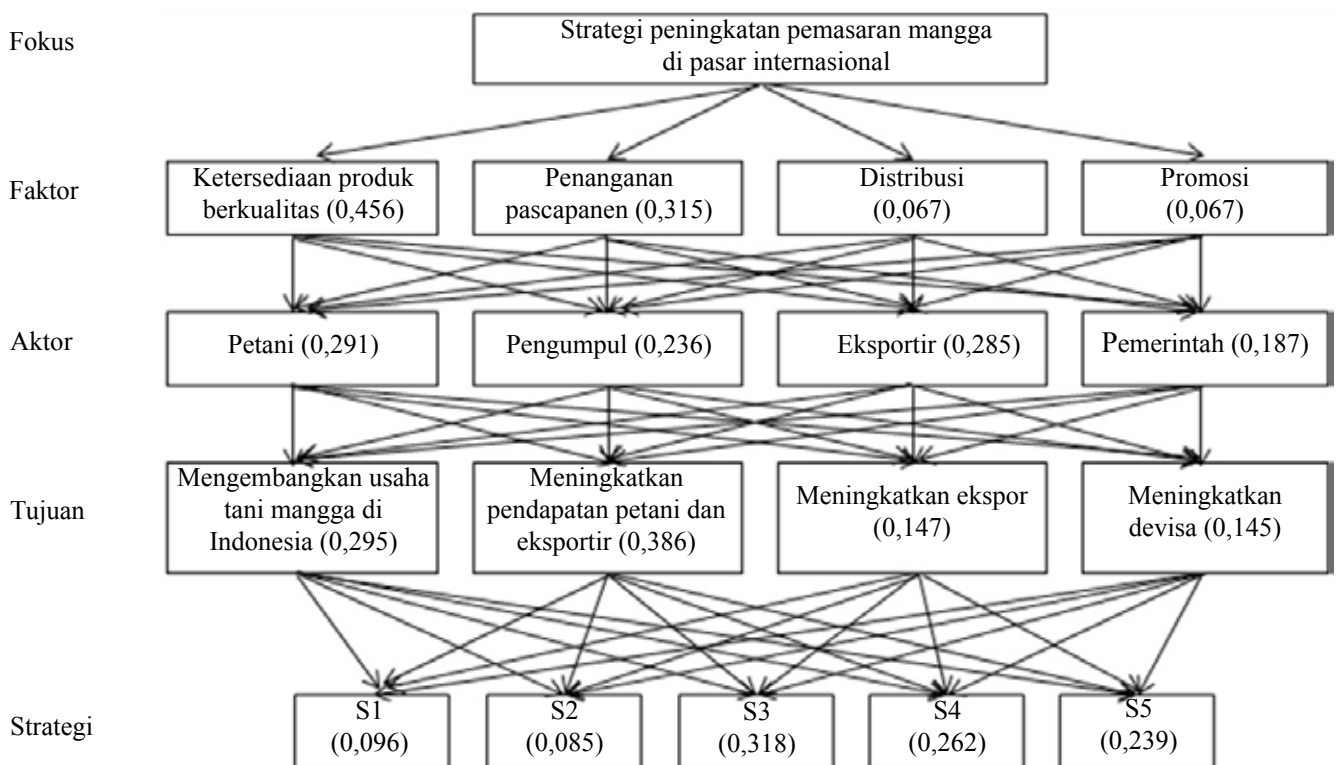 Fokus
Strategi peningkatan pemasaran mangga
di pasar internasional
Faktor
Ketersediaan produk
berkualitas (0,456)
Penanganan
pascapanen (0,315)
Distribusi
(0,067)
Promosi
(0,067)
Aktor
Petani (0,291)
Pengumpul (0,236)
Eksportir (0,285)
Pemerintah (0,187)
Tujuan
Mengembangkan usaha
tani mangga di
Indonesia (0,295)
Meningkatkan
pendapatan petani dan
eksportir (0,386)
Meningkatkan ekspor
(0,147)
Meningkatkan
devisa (0,145)
Strategi
S1
(0,096)
S2
(0,085)
S3
(0,318)
S4
(0,262)
S5
(0,239)